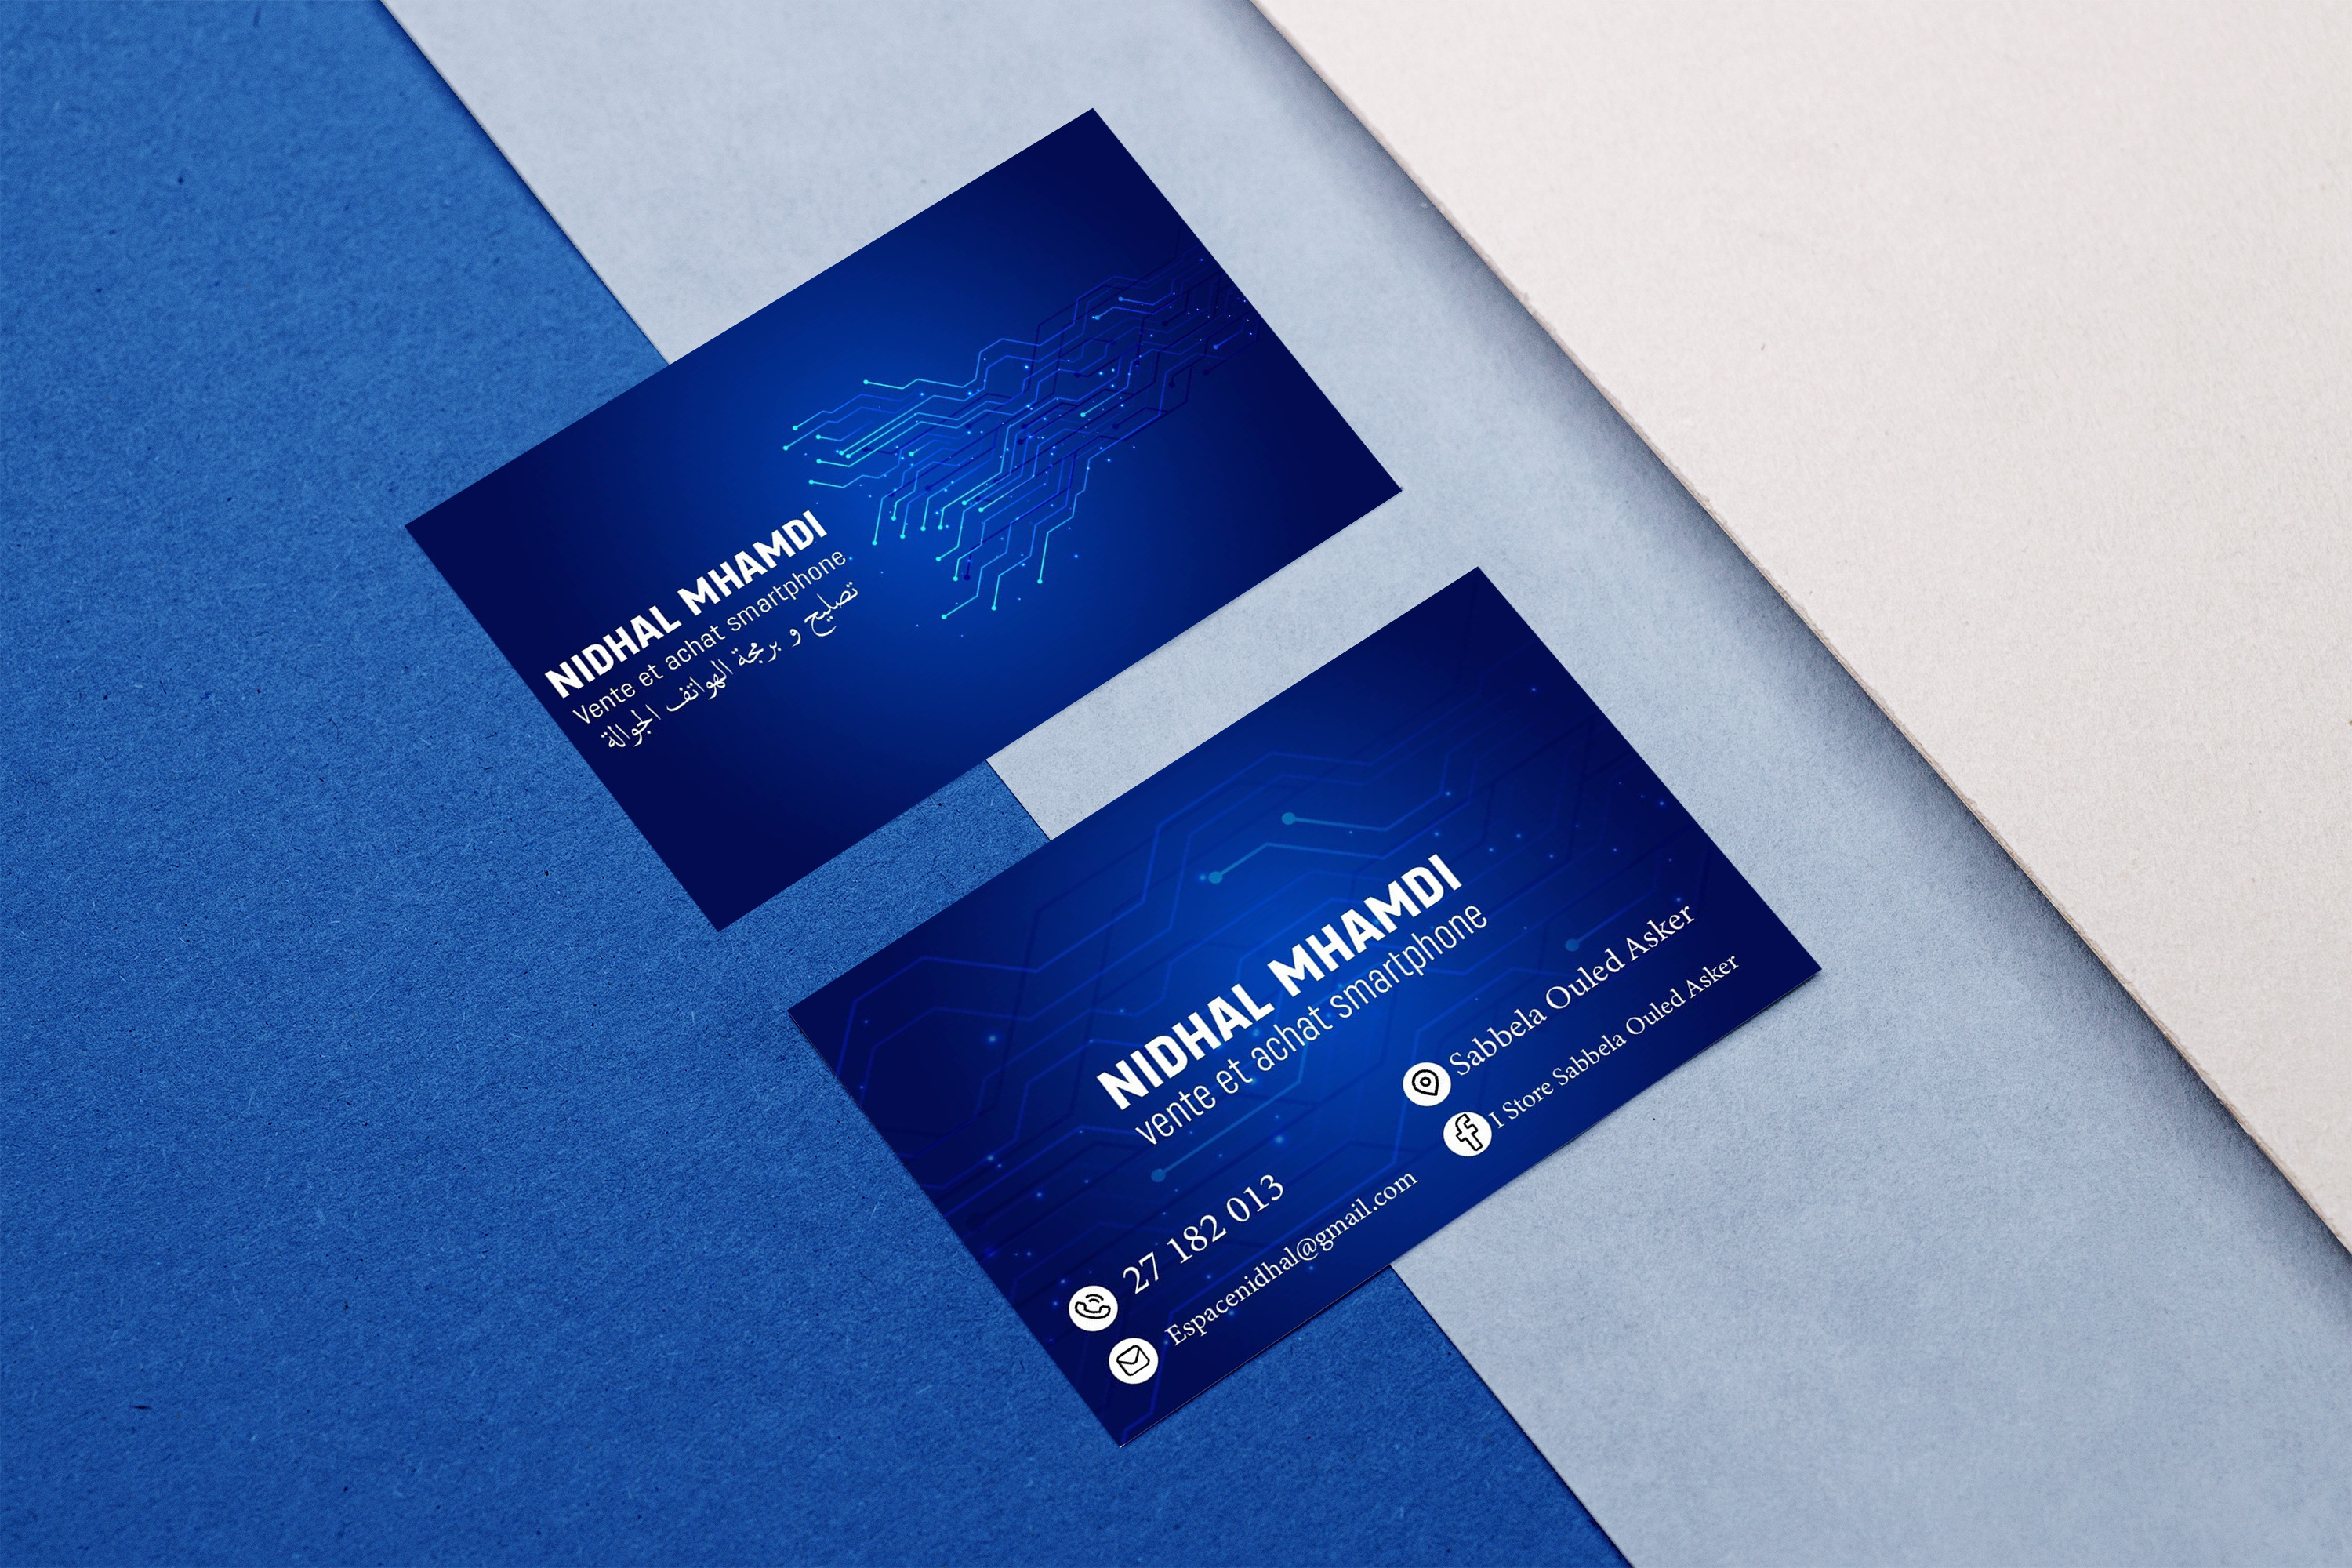 NIDHAL MHAMDI
Vente et achat smartphone
تصليح و برمجة الهواتف الجوالة
NIDHAL MHAMDI
vente et achat smartphone
27 182 013
Espacenidhal@gmail.com
Sabbela Ouled Asker
I Store Sabbela Ouled Asker